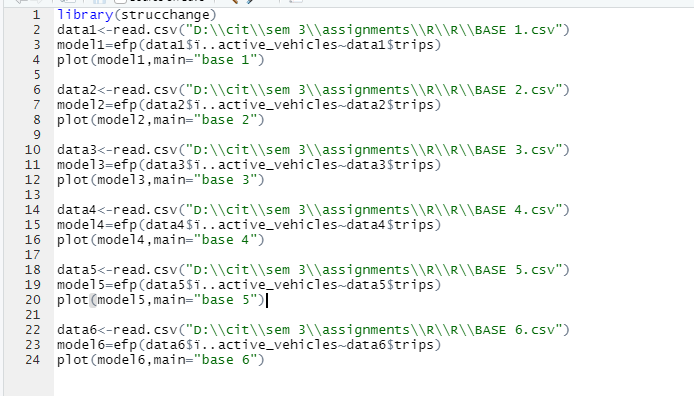 1 library(strucchange)
2 data1<-read.csv("D:\\cit\\sem 3\\assignments\\R\\R\\BASE 1.csv")
3 model1=efp(data1$ï..active_vehicles~data1$trips)
4 plot(model1,main="base 1")
5
6 data2<-read.csv("D:\\cit\\sem 3\\assignments\\R\\R\\BASE 2.csv")
7 model2=efp(data2$ï..active_vehicles~data2$trips)
8 plot(model2,main="base 2")
9
10 data3<-read.csv("D:\\cit\\sem 3\\assignments\\R\\R\\BASE 3.csv")
11 model3=efp(data3$ï..active_vehicles~data3$trips)
12 plot(model3,main="base 3")
13
14 data4<-read.csv("D:\\cit\\sem 3\\assignments\\R\\R\\BASE 4.csv")
15 model4=efp(data4$ï..active_vehicles~data4$trips)
16 plot(model4,main="base 4")
17
18 data5<-read.csv("D:\\cit\\sem 3\\assignments\\R\\R\\BASE 5.csv")
19 model5=efp(data5$ï..active_vehicles~data5$trips)
20 plot(model5,main="base 5")
21
22 data6<-read.csv("D:\\cit\\sem 3\\assignments\\R\\R\\BASE 6.csv")
23 model6=efp(data6$ï..active_vehicles~data6$trips)
24 plot(model6,main="base 6")